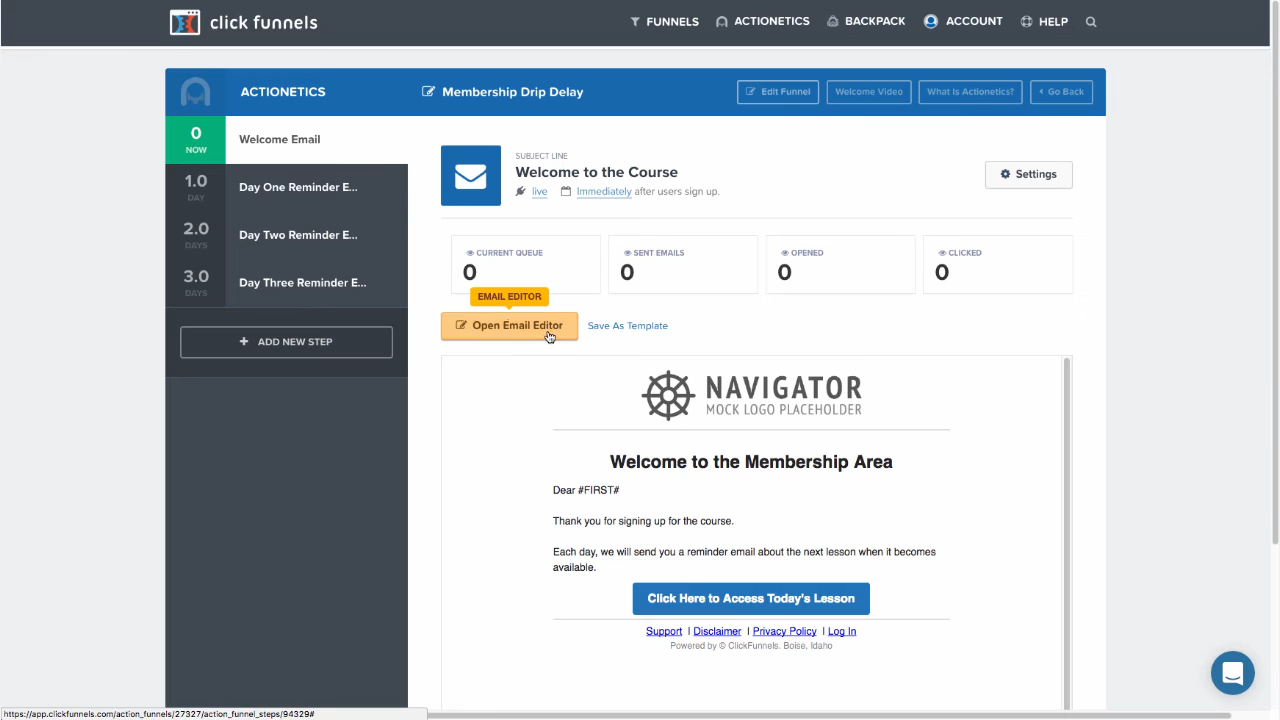 click funnels
FUNNELS
ACTIONETICS
BACKPACK
ACCOUNT
HELP
ACTIONETICS
Membership Drip Delay
Edit Funnel
Welcome Video
What Is Actionetics?
Go Back
0
NOW
Welcome Email
1.0
DAY
Day One Reminder E...
2.0
DAYS
Day Two Reminder E...
3.0
DAYS
Day Three Reminder E...
+ ADD NEW STEP
SUBJECT LINE
Welcome to the Course
live
Immediately after users sign up.
Settings
CURRENT QUEUE
0
SENT EMAILS
0
OPENED
0
CLICKED
0
EMAIL EDITOR
Open Email Editor
Save As Template
NAVIGATOR
MOCK LOGO PLACEHOLDER
Welcome to the Membership Area
Dear #FIRST#
Thank you for signing up for the course.
Each day, we will send you a reminder email about the next lesson when it becomes
available.
Click Here to Access Today's Lesson
Support | Disclaimer | Privacy Policy | Log In
Powered by © ClickFunnels. Boise, Idaho
https://app.clickfunnels.com/action_funnels/27327/action_funnel_steps/94329#